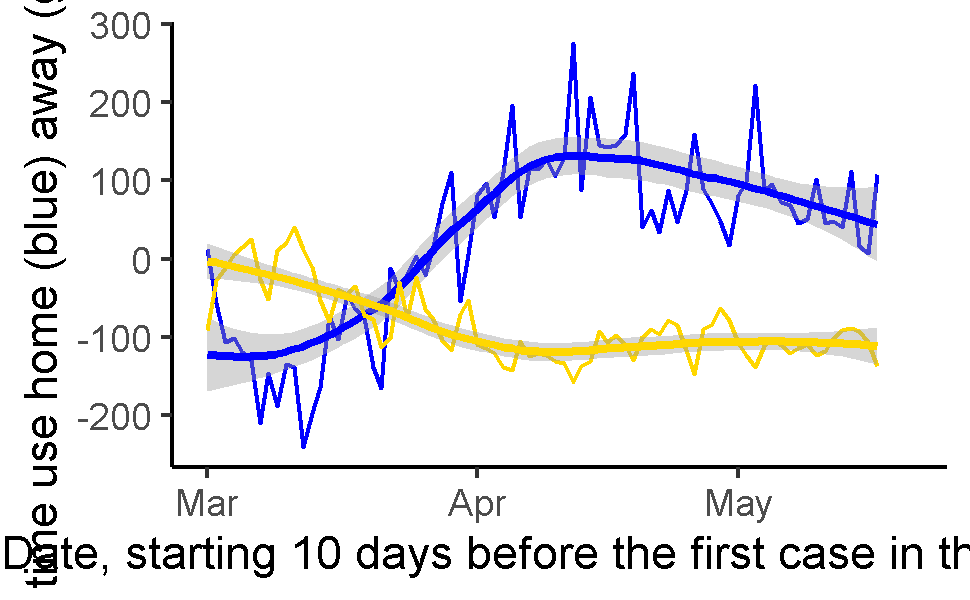 time use home (blue) away (
300
200
100
0
-100
-200
Mar Apr May
Date, starting 10 days before the first case in th